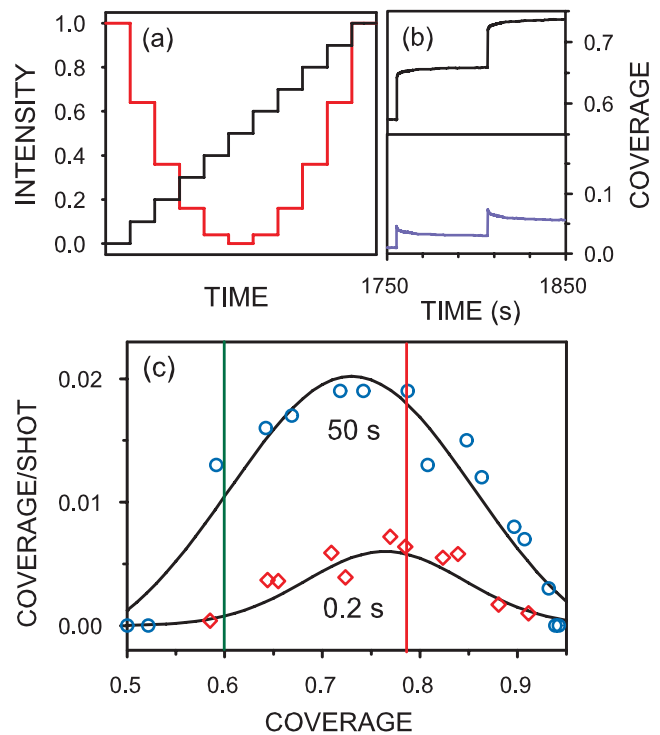 (a)
INTENSITY
1.0
0.8
0.6
0.4
0.2
0.0
TIME
(b)
0.7
0.6
0.1
0.0
COVERAGE
1750
1850
TIME (s)
(c)
COVERAGE/SHOT
0.02
0.01
0.00
50 s
0.2 s
0.5
0.6
0.7
0.8
0.9
COVERAGE